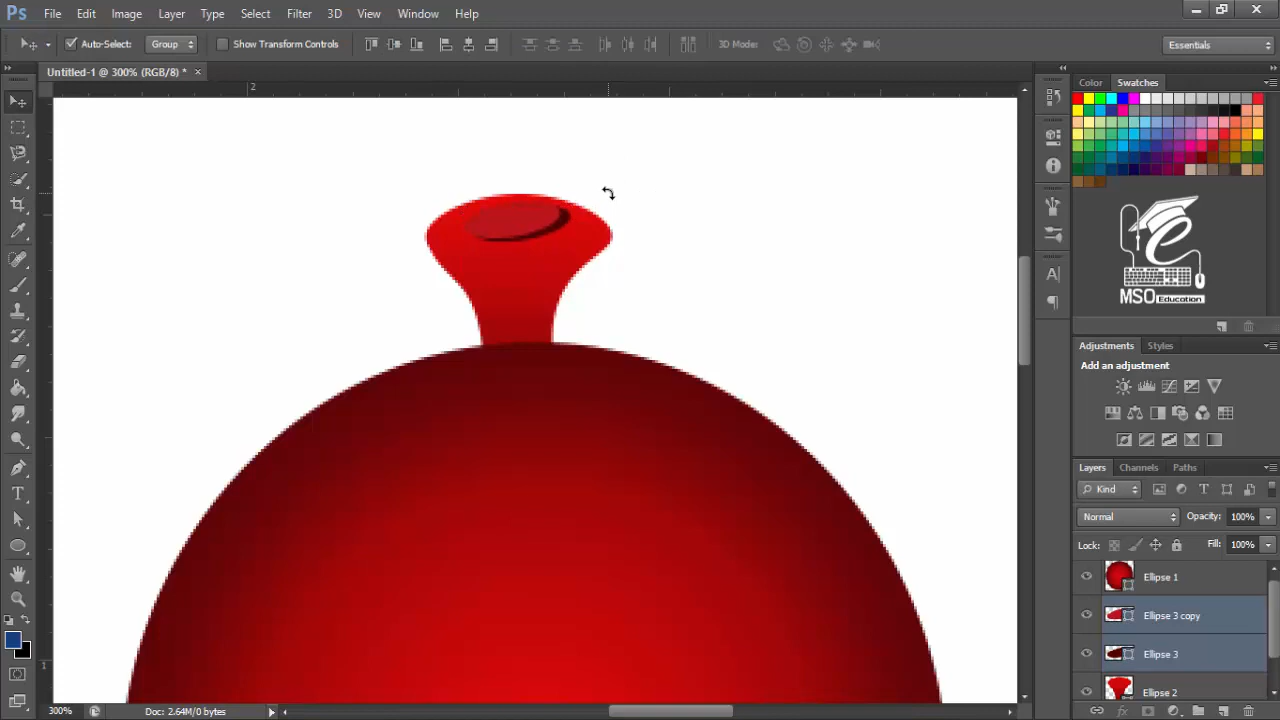 Ps File Edit Image Layer Type Select Filter 3D View Window Help
Auto-Select: Group Show Transform Controls 3D Mode: Essentials
Untitled-1 @ 300% (RGB/8) * ×
2
Color Swatches
MSO Education
Adjustments Styles
Add an adjustment
Layers Channels Paths
Kind
Normal Opacity: 100%
Lock: Fill: 100%
Ellipse 1
Ellipse 3 copy
Ellipse 3
1
Ellipse 2
300% Doc: 2.64M/0 bytes